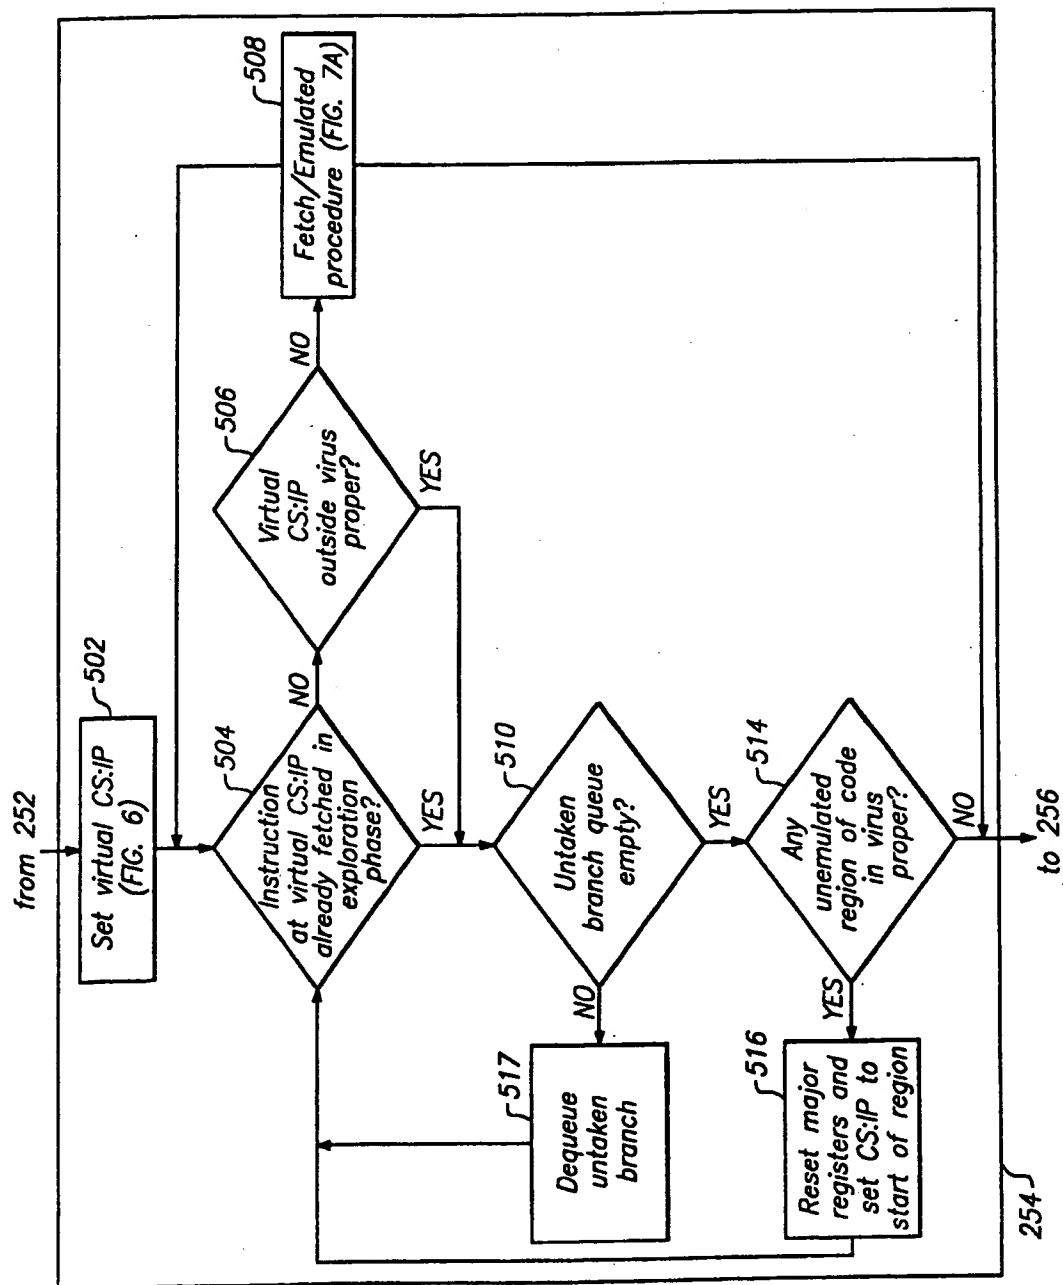 from 252
502
Set virtual CS:IP
(FIG. 6)
504
Instruction
at virtual CS:IP
already fetched in
exploration
phase?
NO
YES
506
Virtual
CS:IP
outside virus
proper?
NO
YES
508
Fetch/Emulated
procedure (FIG. 7A)
510
Untaken
branch queue
empty?
NO
YES
517
Dequeue
untaken
branch
514
Any
unemulated
region of code
in virus
proper?
YES
NO
516
Reset major
registers and
set CS:IP to
start of region
254
to 256